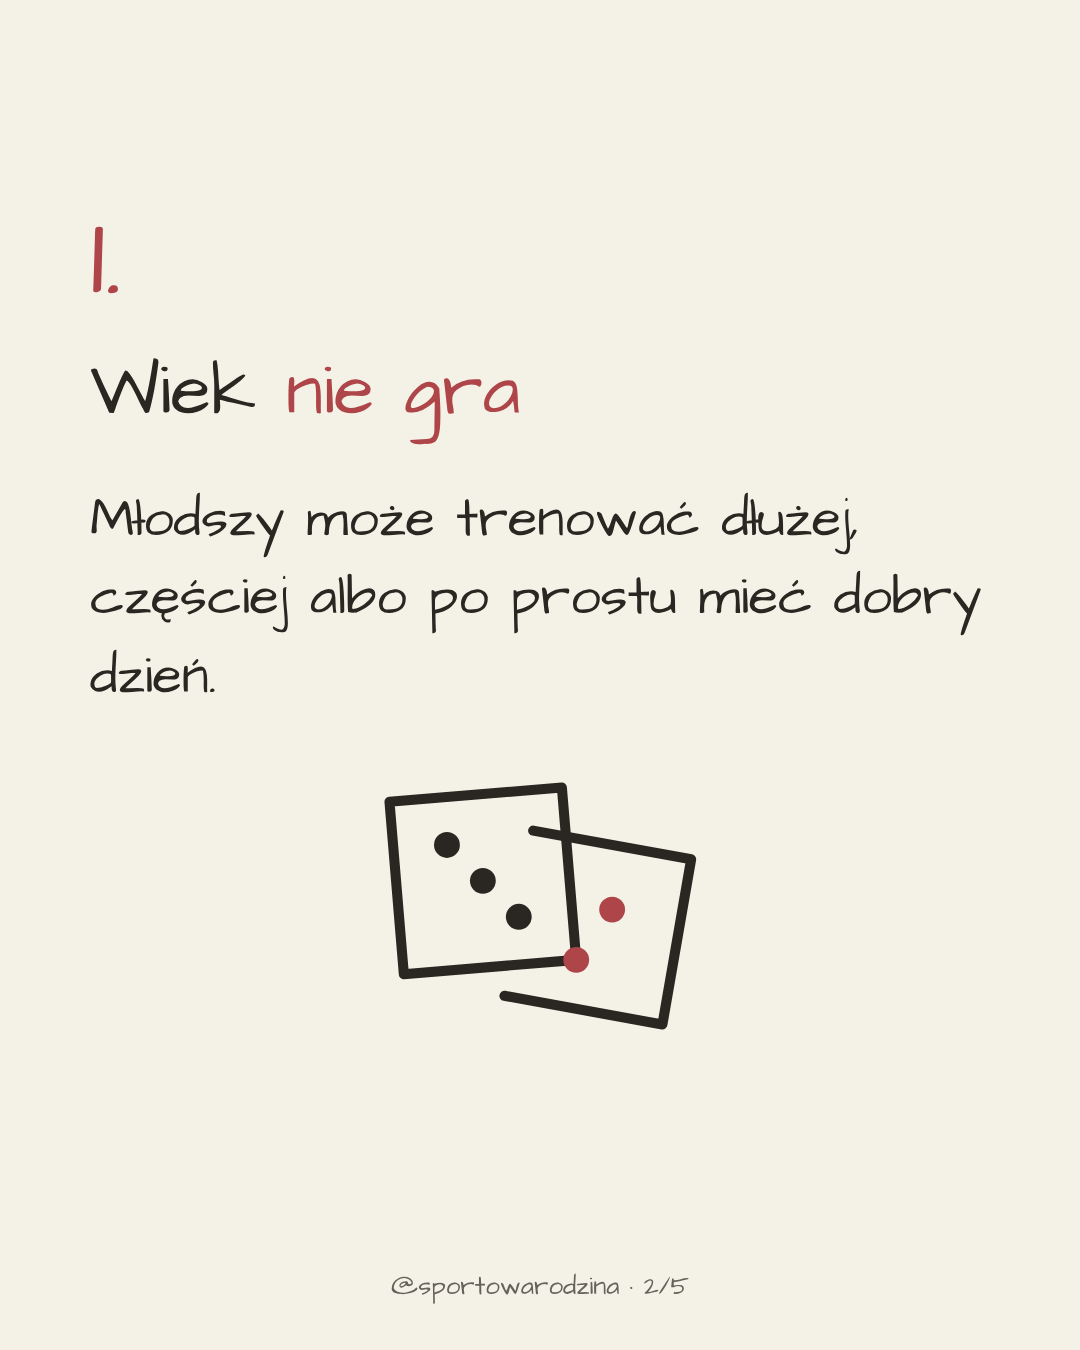 1.
Wiek nie gra
Młodszy może trenować dłużej,
częściej albo po prostu mieć dobry
dzień.
@sportowarodzina · 2/5